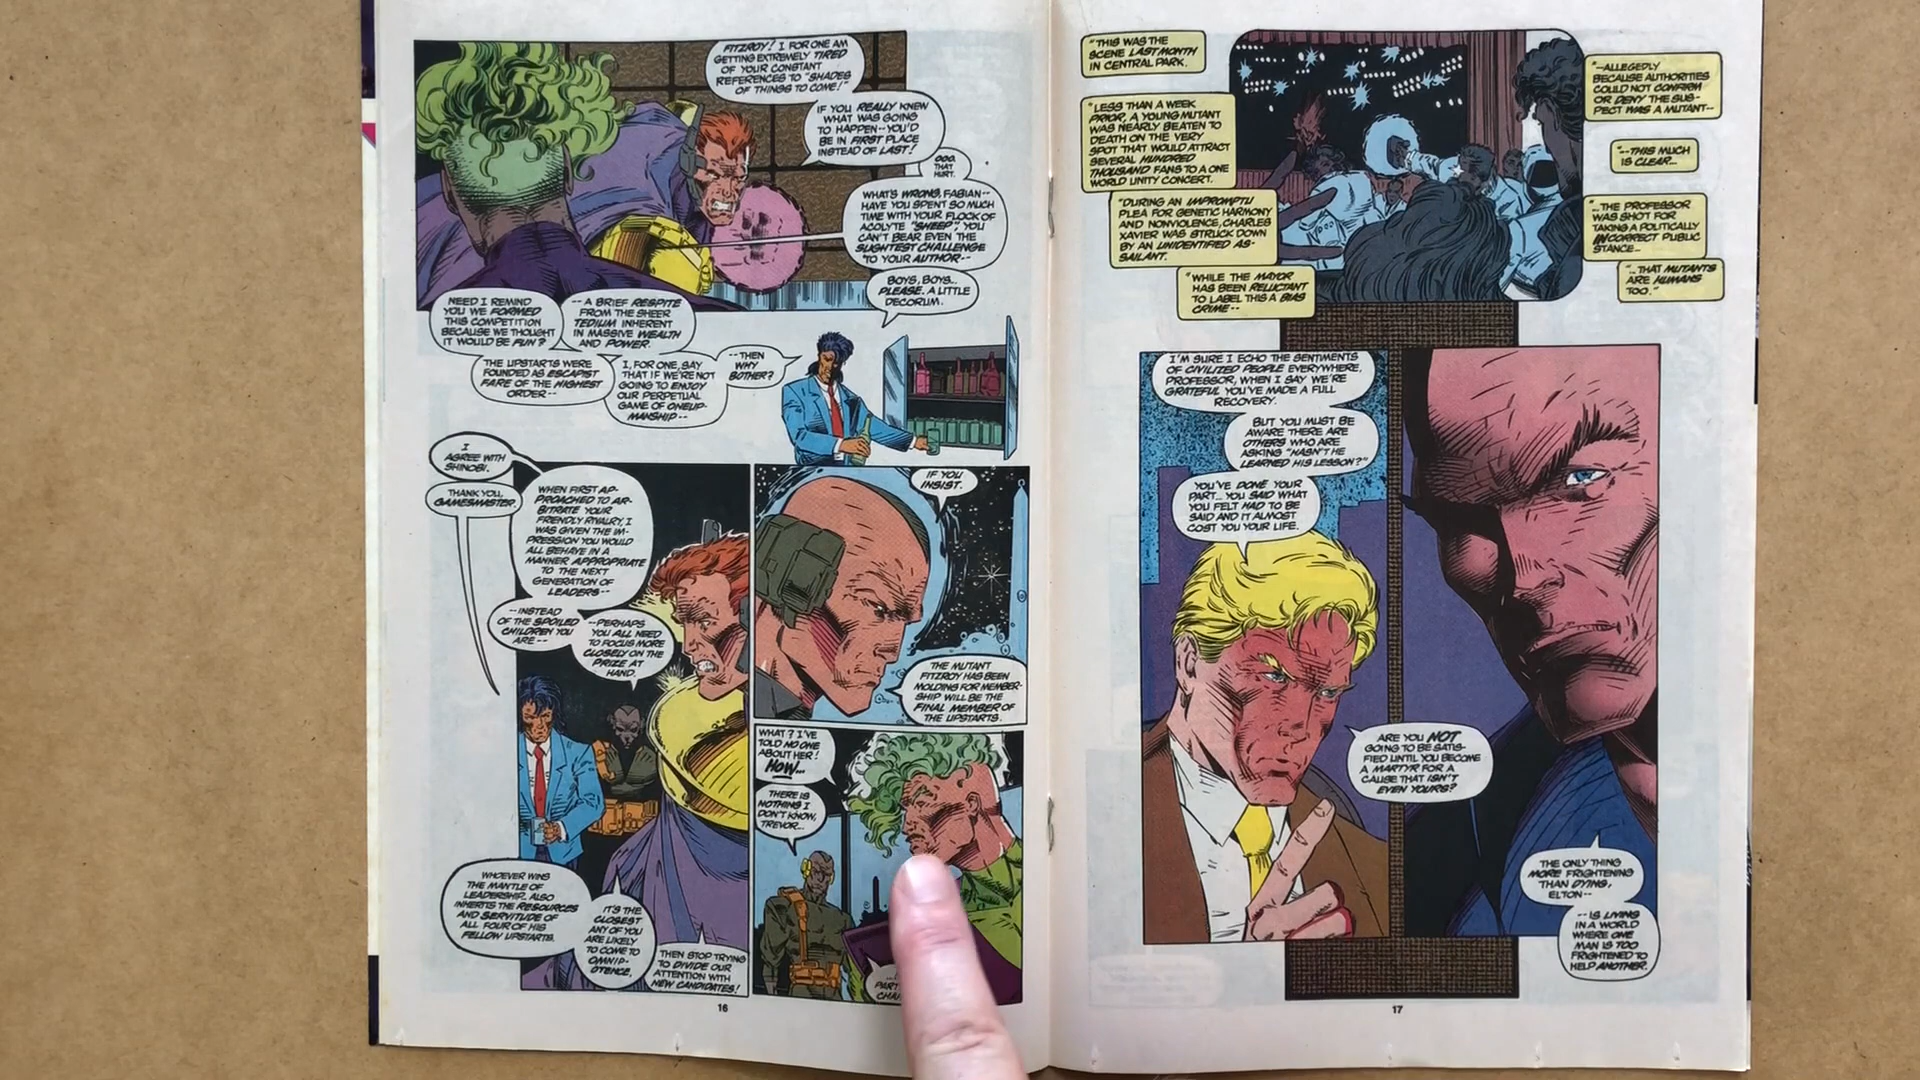 FITZROY! I FOR ONE AM
GETTING EXTREMELY TIRED
OF YOUR CONSTANT
REFERENCES TO "SHADES
OF THINGS TO COME!"
IF YOU REALLY KNEW
WHAT WAS GOING
TO HAPPEN--YOU'D
BE IN FIRST PLACE
INSTEAD OF LAST!
OOO.
THAT
HURT.
WHAT'S WRONG, FABIAN--
HAVE YOU SPENT SO MUCH
TIME WITH YOUR FLOCK OF
ACOLYTE "SHEEP", YOU
CAN'T BEAR EVEN THE
SLIGHTEST CHALLENGE
TO YOUR AUTHOR--
BOYS, BOYS...
PLEASE. A LITTLE
DECORUM.
NEED I REMIND
YOU WE FORMED
THIS COMPETITION
BECAUSE WE THOUGHT
IT WOULD BE FUN?
-- A BRIEF RESPITE
FROM THE SHEER
TEDIUM INHERENT
IN MASSIVE WEALTH
AND POWER.
THE UPSTARTS WERE
FOUNDED AS ESCAPIST
FARE OF THE HIGHEST
ORDER--
I, FOR ONE, SAY
THAT IF WE'RE NOT
GOING TO ENJOY
OUR PERPETUAL
GAME OF ONEUP-
MANSHIP--
--THEN
WHY
BOTHER?
I
AGREE WITH
SHINOBI.
THANK YOU,
GAMESMASTER.
WHEN FIRST AP-
PROACHED TO AR-
BITRATE YOUR
FRIENDLY RIVALRY, I
WAS GIVEN THE IM-
PRESSION YOU WOULD
ALL BEHAVE IN A
MANNER APPROPRIATE
TO THE NEXT
GENERATION OF
LEADERS--
--INSTEAD
OF THE SPOILED
CHILDREN YOU
ARE--
--PERHAPS
YOU ALL NEED
TO FOCUS MORE
CLOSELY ON THE
PRIZE AT
HAND.
WHOEVER WINS
THE MANTLE OF
LEADERSHIP, ALSO
INHERITS THE RESOURCES
AND SERVITUDE OF
ALL FOUR OF HIS
FELLOW UPSTARTS.
IT'S THE
CLOSEST
ANY OF YOU
ARE LIKELY
TO COME TO
OMNIP-
OTENCE.
THEN STOP TRYING
TO DIVIDE OUR
ATTENTION WITH
NEW CANDIDATES!
IF YOU
INSIST.
THE MUTANT
FITZROY HAS BEEN
MOLDING FOR MEMBER-
SHIP WILL BE THE
FINAL MEMBER OF
THE UPSTARTS.
WHAT? I'VE
TOLD NO ONE
ABOUT HER!
HOW...
THERE IS
NOTHING I
DON'T KNOW,
TREVOR...
16
"THIS WAS THE
SCENE LAST MONTH
IN CENTRAL PARK.
"LESS THAN A WEEK
PRIOR, A YOUNG MUTANT
WAS NEARLY BEATEN TO
DEATH ON THE VERY
SPOT THAT WOULD ATTRACT
SEVERAL HUNDRED
THOUSAND FANS TO A ONE
WORLD UNITY CONCERT.
"DURING AN IMPROMPTU
PLEA FOR GENETIC HARMONY
AND NONVIOLENCE, CHARLES
XAVIER WAS STRUCK DOWN
BY AN UNIDENTIFIED AS-
SAILANT.
"WHILE THE MAYOR
HAS BEEN RELUCTANT
TO LABEL THIS A BIAS
CRIME--
"--ALLEGEDLY
BECAUSE AUTHORITIES
COULD NOT CONFIRM
OR DENY THE SUS-
PECT WAS A MUTANT--
"--THIS MUCH
IS CLEAR...
"...THE PROFESSOR
WAS SHOT FOR
TAKING A POLITICALLY
INCORRECT PUBLIC
STANCE...
"...THAT MUTANTS
ARE HUMANS
TOO."
I'M SURE I ECHO THE SENTIMENTS
OF CIVILIZED PEOPLE EVERYWHERE,
PROFESSOR, WHEN I SAY WE'RE
GRATEFUL YOU'VE MADE A FULL
RECOVERY.
BUT YOU MUST BE
AWARE THERE ARE
OTHERS WHO ARE
ASKING "HASN'T HE
LEARNED HIS LESSON?"
YOU'VE DONE YOUR
PART... YOU SAID WHAT
YOU FELT HAD TO BE
SAID AND IT ALMOST
COST YOU YOUR LIFE.
ARE YOU NOT
GOING TO BE SATIS-
FIED UNTIL YOU BECOME
A MARTYR FOR A
CAUSE THAT ISN'T
EVEN YOURS?
THE ONLY THING
MORE FRIGHTENING
THAN DYING,
ELTON--
--IS LIVING
IN A WORLD
WHERE ONE
MAN IS TOO
FRIGHTENED TO
HELP ANOTHER.
17